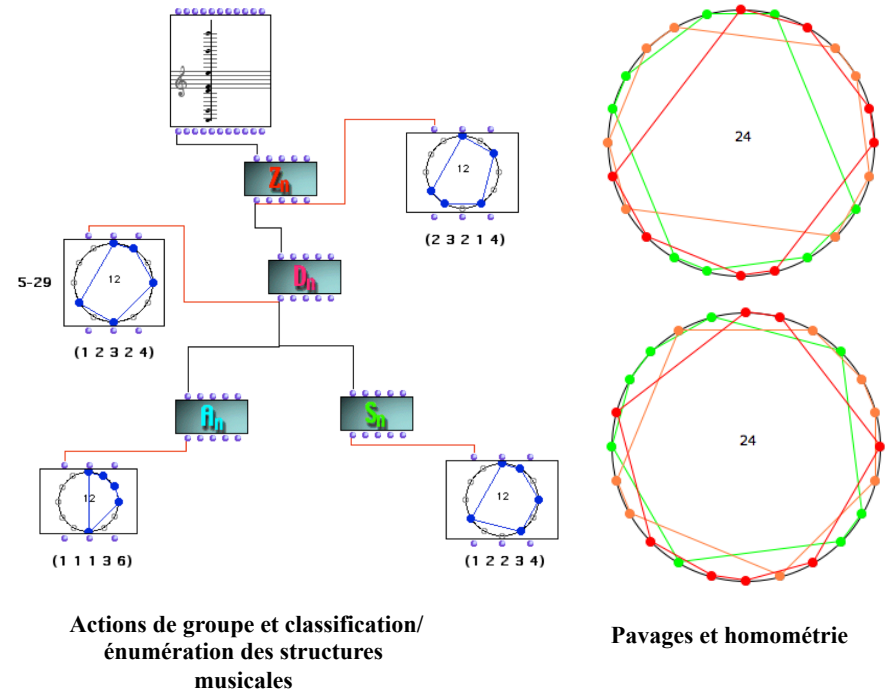 24
Zn
12
(2 3 2 1 4)
Dn
5-29
12
(1 2 3 2 4)
An
Sn
24
12
(1 1 1 3 6)
12
(1 2 2 3 4)
Actions de groupe et classification/
énumération des structures
musicales
Pavages et homométrie